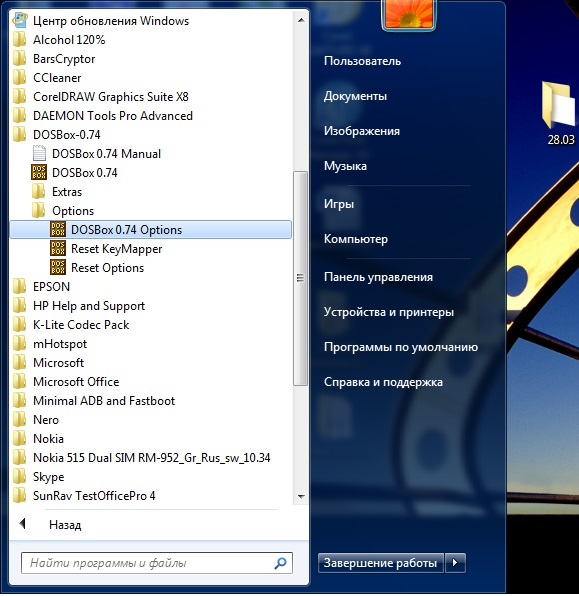 Центр обновления Windows
Alcohol 120%
BarsCryptor
CCleaner
CorelDRAW Graphics Suite X8
DAEMON Tools Pro Advanced
DOSBox-0.74
DOSBox 0.74 Manual
DOSBox 0.74
Extras
Options
DOSBox 0.74 Options
Reset KeyMapper
Reset Options
EPSON
HP Help and Support
K-Lite Codec Pack
mHotspot
Microsoft
Microsoft Office
Minimal ADB and Fastboot
Nero
Nokia
Nokia 515 Dual SIM RM-952_Gr_Rus_sw_10.34
Skype
SunRav TestOfficePro 4
Назад
Найти программы и файлы
Пользователь
Документы
Изображения
Музыка
Игры
Компьютер
Панель управления
Устройства и принтеры
Программы по умолчанию
Справка и поддержка
Завершение работы
28.03